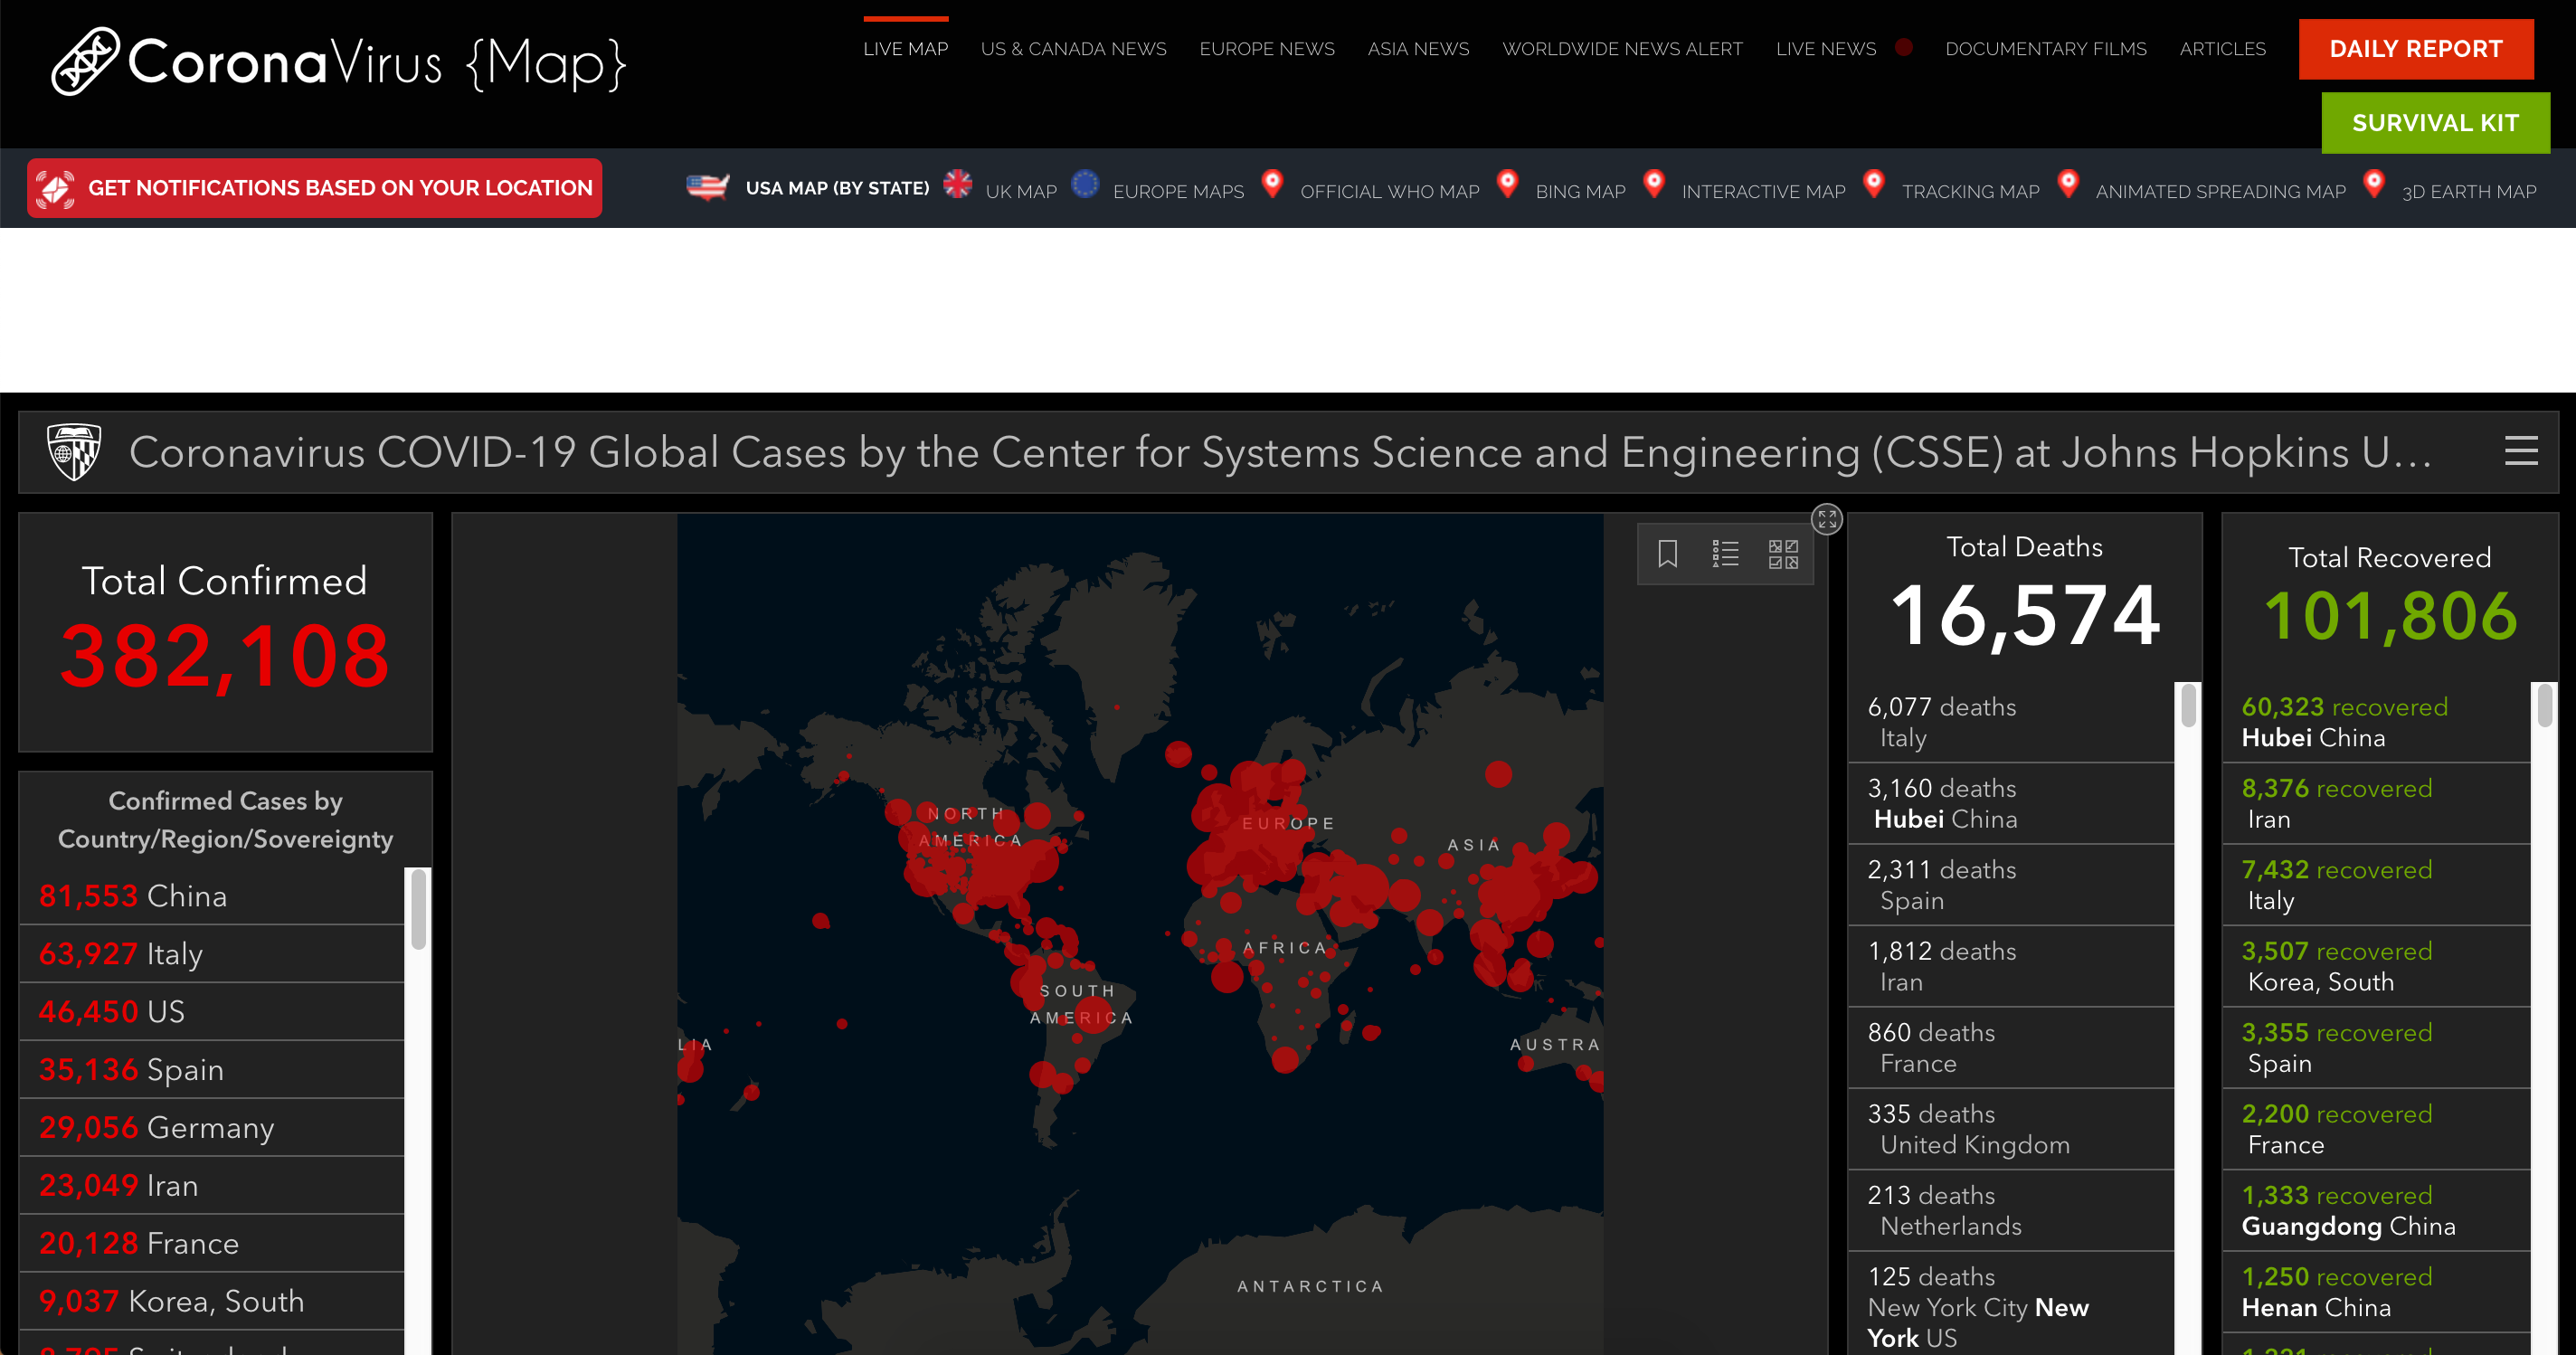 CoronaVirus {Map}
LIVE MAP
US & CANADA NEWS
EUROPE NEWS
ASIA NEWS
WORLDWIDE NEWS ALERT
LIVE NEWS
DOCUMENTARY FILMS
ARTICLES
DAILY REPORT
SURVIVAL KIT
GET NOTIFICATIONS BASED ON YOUR LOCATION
USA MAP (BY STATE)
UK MAP
EUROPE MAPS
OFFICIAL WHO MAP
BING MAP
INTERACTIVE MAP
TRACKING MAP
ANIMATED SPREADING MAP
3D EARTH MAP
Coronavirus COVID-19 Global Cases by the Center for Systems Science and Engineering (CSSE) at Johns Hopkins U...
Total Confirmed
382,108
Confirmed Cases by
Country/Region/Sovereignty
81,553 China
63,927 Italy
46,450 US
35,136 Spain
29,056 Germany
23,049 Iran
20,128 France
9,037 Korea, South
NORTH
AMERICA
EUROPE
ASIA
AFRICA
SOUTH
AMERICA
LIA
AUSTRA
ANTARCTICA
Total Deaths
16,574
6,077 deaths
Italy
3,160 deaths
Hubei China
2,311 deaths
Spain
1,812 deaths
Iran
860 deaths
France
335 deaths
United Kingdom
213 deaths
Netherlands
125 deaths
New York City New
York US
Total Recovered
101,806
60,323 recovered
Hubei China
8,376 recovered
Iran
7,432 recovered
Italy
3,507 recovered
Korea, South
3,355 recovered
Spain
2,200 recovered
France
1,333 recovered
Guangdong China
1,250 recovered
Henan China